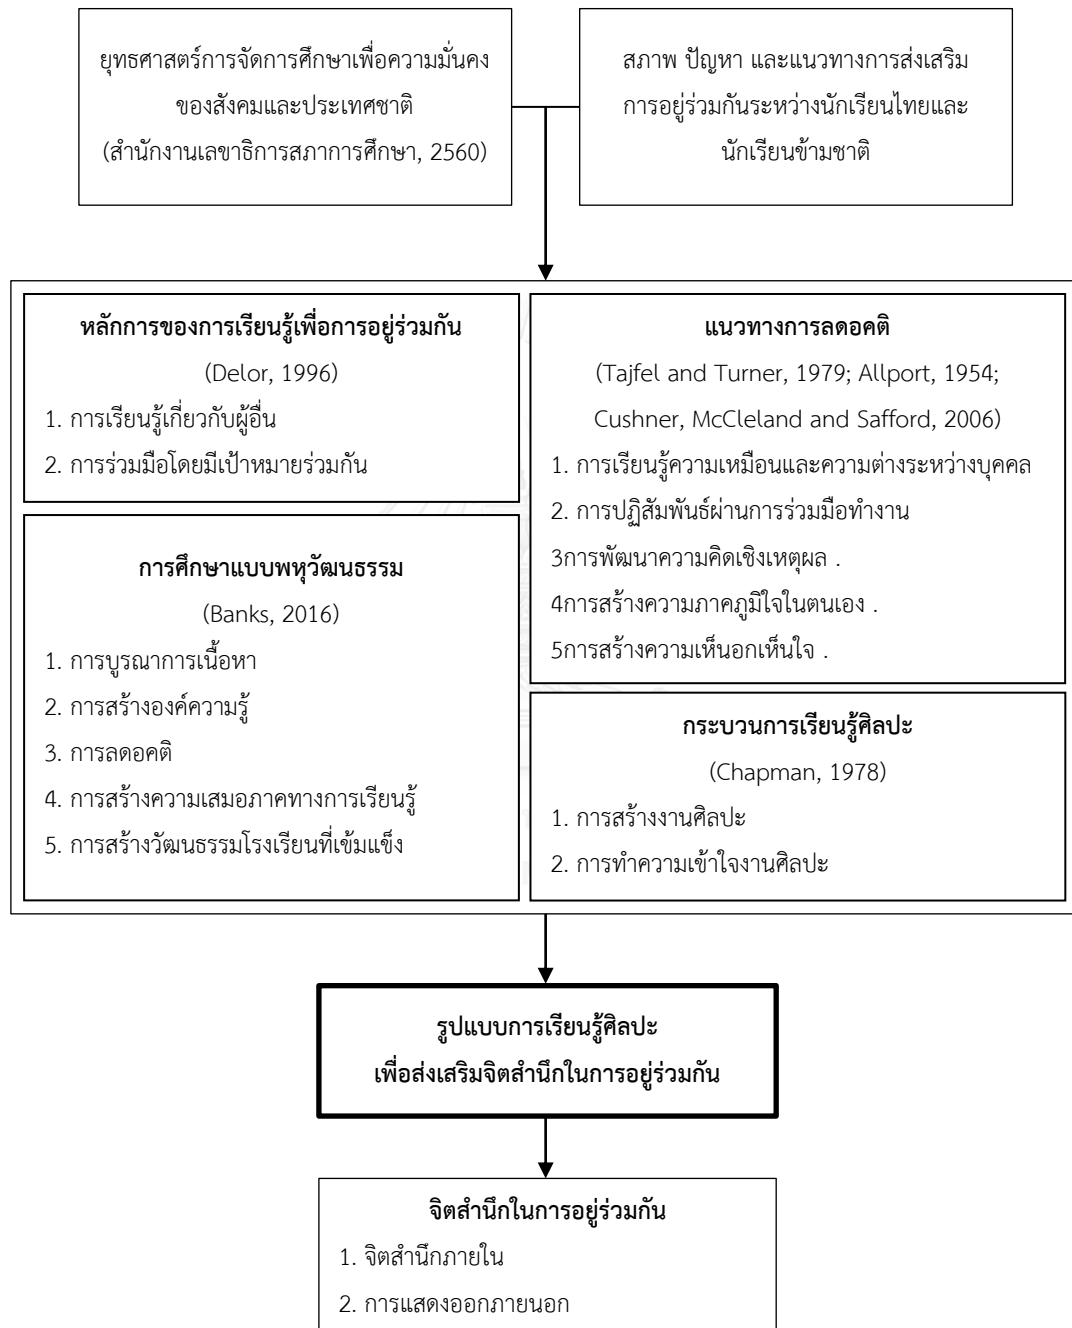 ยุทธศาสตร์การจัดการศึกษาเพื่อความมั่นคง
ของสังคมและประเทศชาติ
(สำนักงานเลขาธิการสภาการศึกษา, 2560)
สภาพ ปัญหา และแนวทางการส่งเสริม
การอยู่ร่วมกันระหว่างนักเรียนไทยและ
นักเรียนข้ามชาติ
หลักการของการเรียนรู้เพื่อการอยู่ร่วมกัน
(Delor, 1996)
1. การเรียนรู้เกี่ยวกับผู้อื่น
2. การร่วมมือโดยมีเป้าหมายร่วมกัน
การศึกษาแบบพหุวัฒนธรรม
(Banks, 2016)
1. การบูรณาการเนื้อหา
2. การสร้างองค์ความรู้
3. การลดอคติ
4. การสร้างความเสมอภาคทางการเรียนรู้
5. การสร้างวัฒนธรรมโรงเรียนที่เข้มแข็ง
แนวทางการลดอคติ
(Tajfel and Turner, 1979; Allport, 1954;
Cushner, McCleland and Safford, 2006)
1. การเรียนรู้ความเหมือนและความต่างระหว่างบุคคล
2. การปฏิสัมพันธ์ผ่านการร่วมมือทำงาน
3การพัฒนาความคิดเชิงเหตุผล .
4การสร้างความภาคภูมิใจในตนเอง .
5การสร้างความเห็นอกเห็นใจ .
กระบวนการเรียนรู้ศิลปะ
(Chapman, 1978)
1. การสร้างงานศิลปะ
2. การทำความเข้าใจงานศิลปะ
รูปแบบการเรียนรู้ศิลปะ
เพื่อส่งเสริมจิตสำนึกในการอยู่ร่วมกัน
จิตสำนึกในการอยู่ร่วมกัน
1. จิตสำนึกภายใน
2. การแสดงออกภายนอก